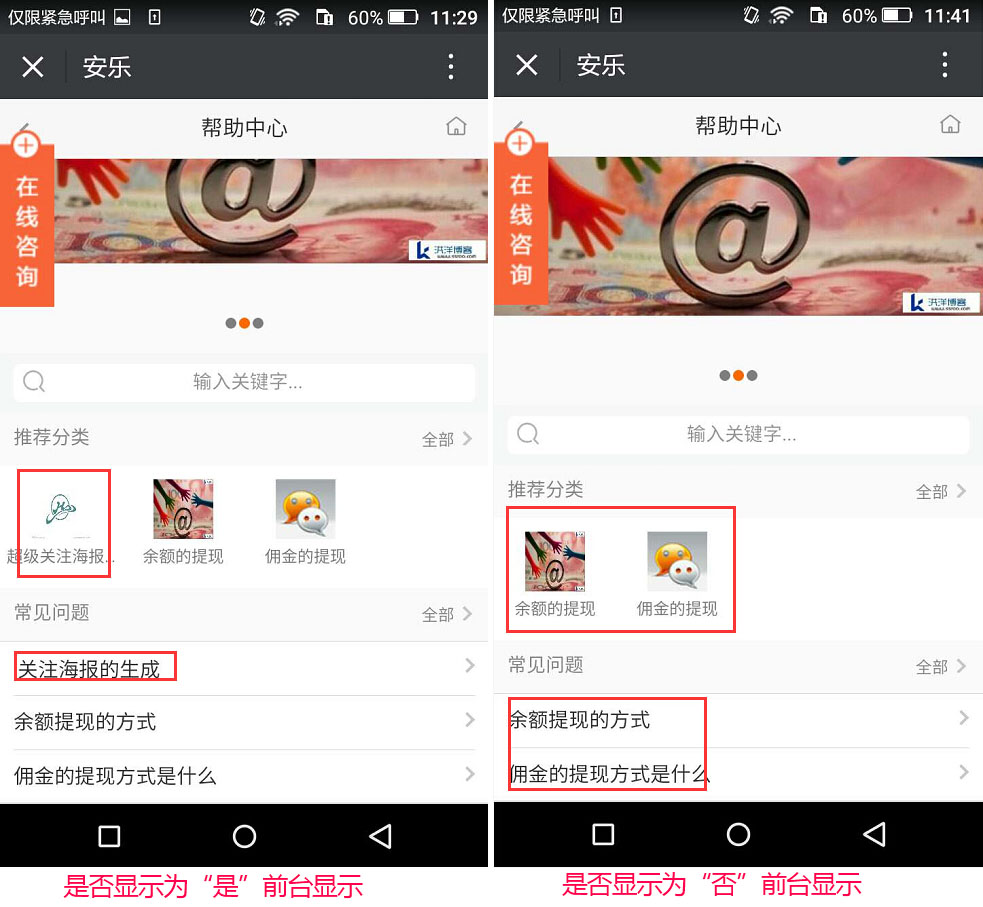 仅限紧急呼叫 60% 11:29
安乐
帮助中心
在线咨询
洪洋博客
输入关键字...
推荐分类 全部
超级关注海报... 余额的提现 佣金的提现
常见问题 全部
关注海报的生成
余额提现的方式
佣金的提现方式是什么
是否显示为“是”前台显示
仅限紧急呼叫 60% 11:41
安乐
帮助中心
在线咨询
洪洋博客
输入关键字...
推荐分类 全部
余额的提现 佣金的提现
常见问题 全部
余额提现的方式
佣金的提现方式是什么
是否显示为“否”前台显示